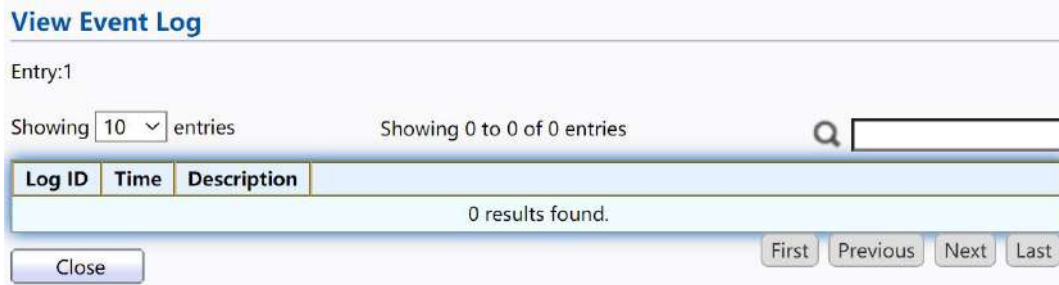 View Event Log
Entry:1
Showing 10 entries Showing 0 to 0 of 0 entries
Log ID Time Description
0 results found.
First Previous Next Last
Close